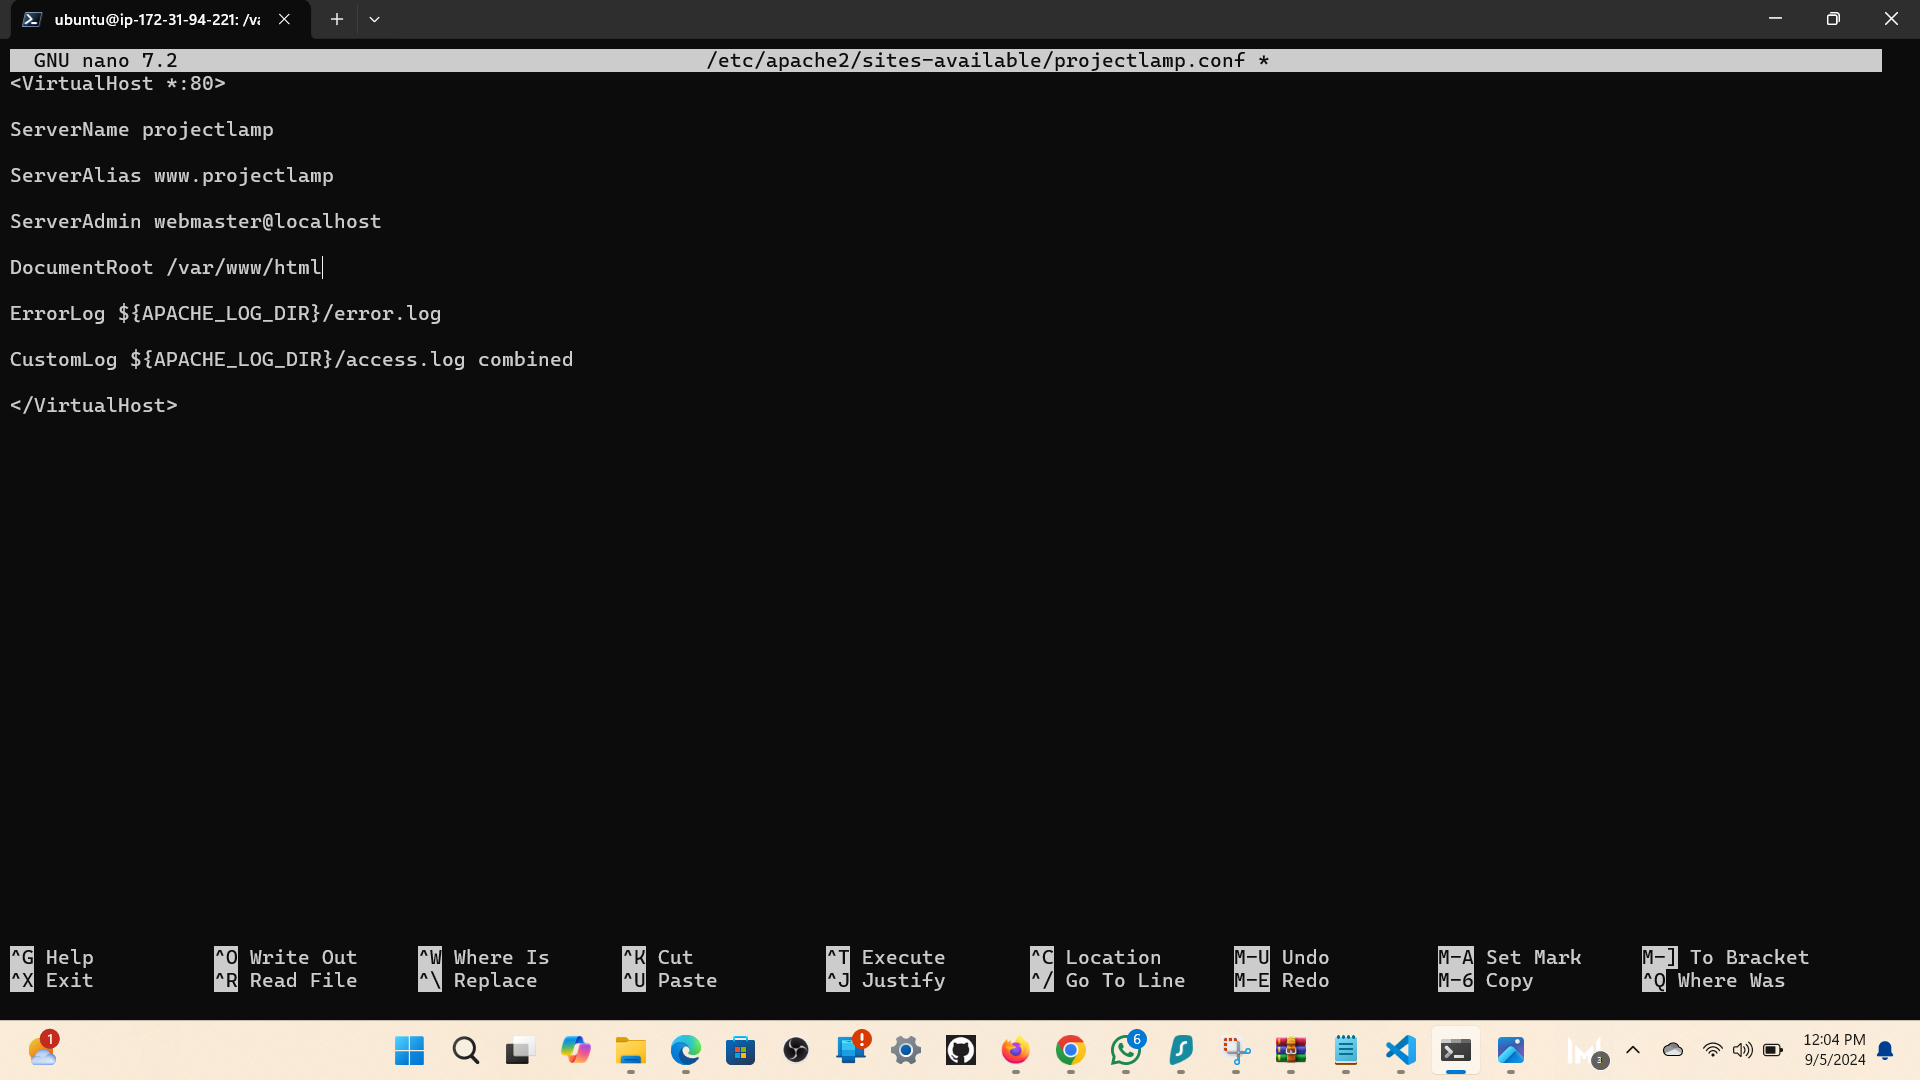 ubuntu@ip-172-31-94-221: /va
GNU nano 7.2 /etc/apache2/sites-available/projectlamp.conf *
<VirtualHost *:80>
ServerName projectlamp
ServerAlias www.projectlamp
ServerAdmin webmaster@localhost
DocumentRoot /var/www/html
ErrorLog ${APACHE_LOG_DIR}/error.log
CustomLog ${APACHE_LOG_DIR}/access.log combined
</VirtualHost>
^G Help ^O Write Out ^W Where Is ^K Cut ^T Execute ^C Location M-U Undo M-A Set Mark M-] To Bracket
^X Exit ^R Read File ^\ Replace ^U Paste ^J Justify ^/ Go To Line M-E Redo M-6 Copy ^Q Where Was
1
6
3
12:04 PM
9/5/2024